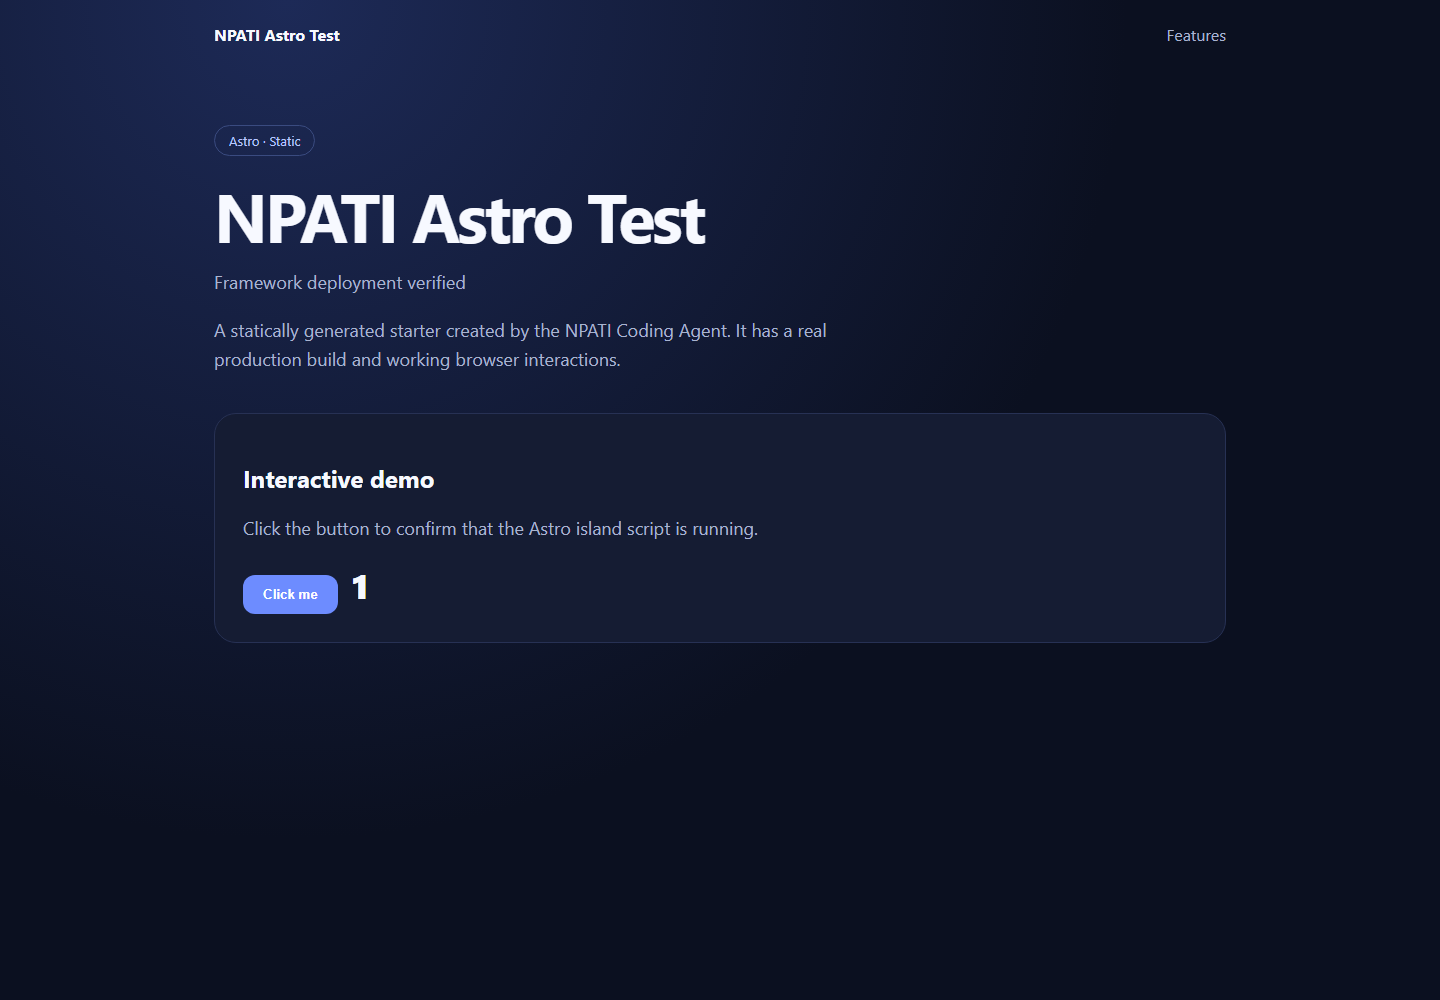 NPATI Astro Test
Features
Astro · Static
NPATI Astro Test
Framework deployment verified
A statically generated starter created by the NPATI Coding Agent. It has a real
production build and working browser interactions.
Interactive demo
Click the button to confirm that the Astro island script is running.
Click me
1